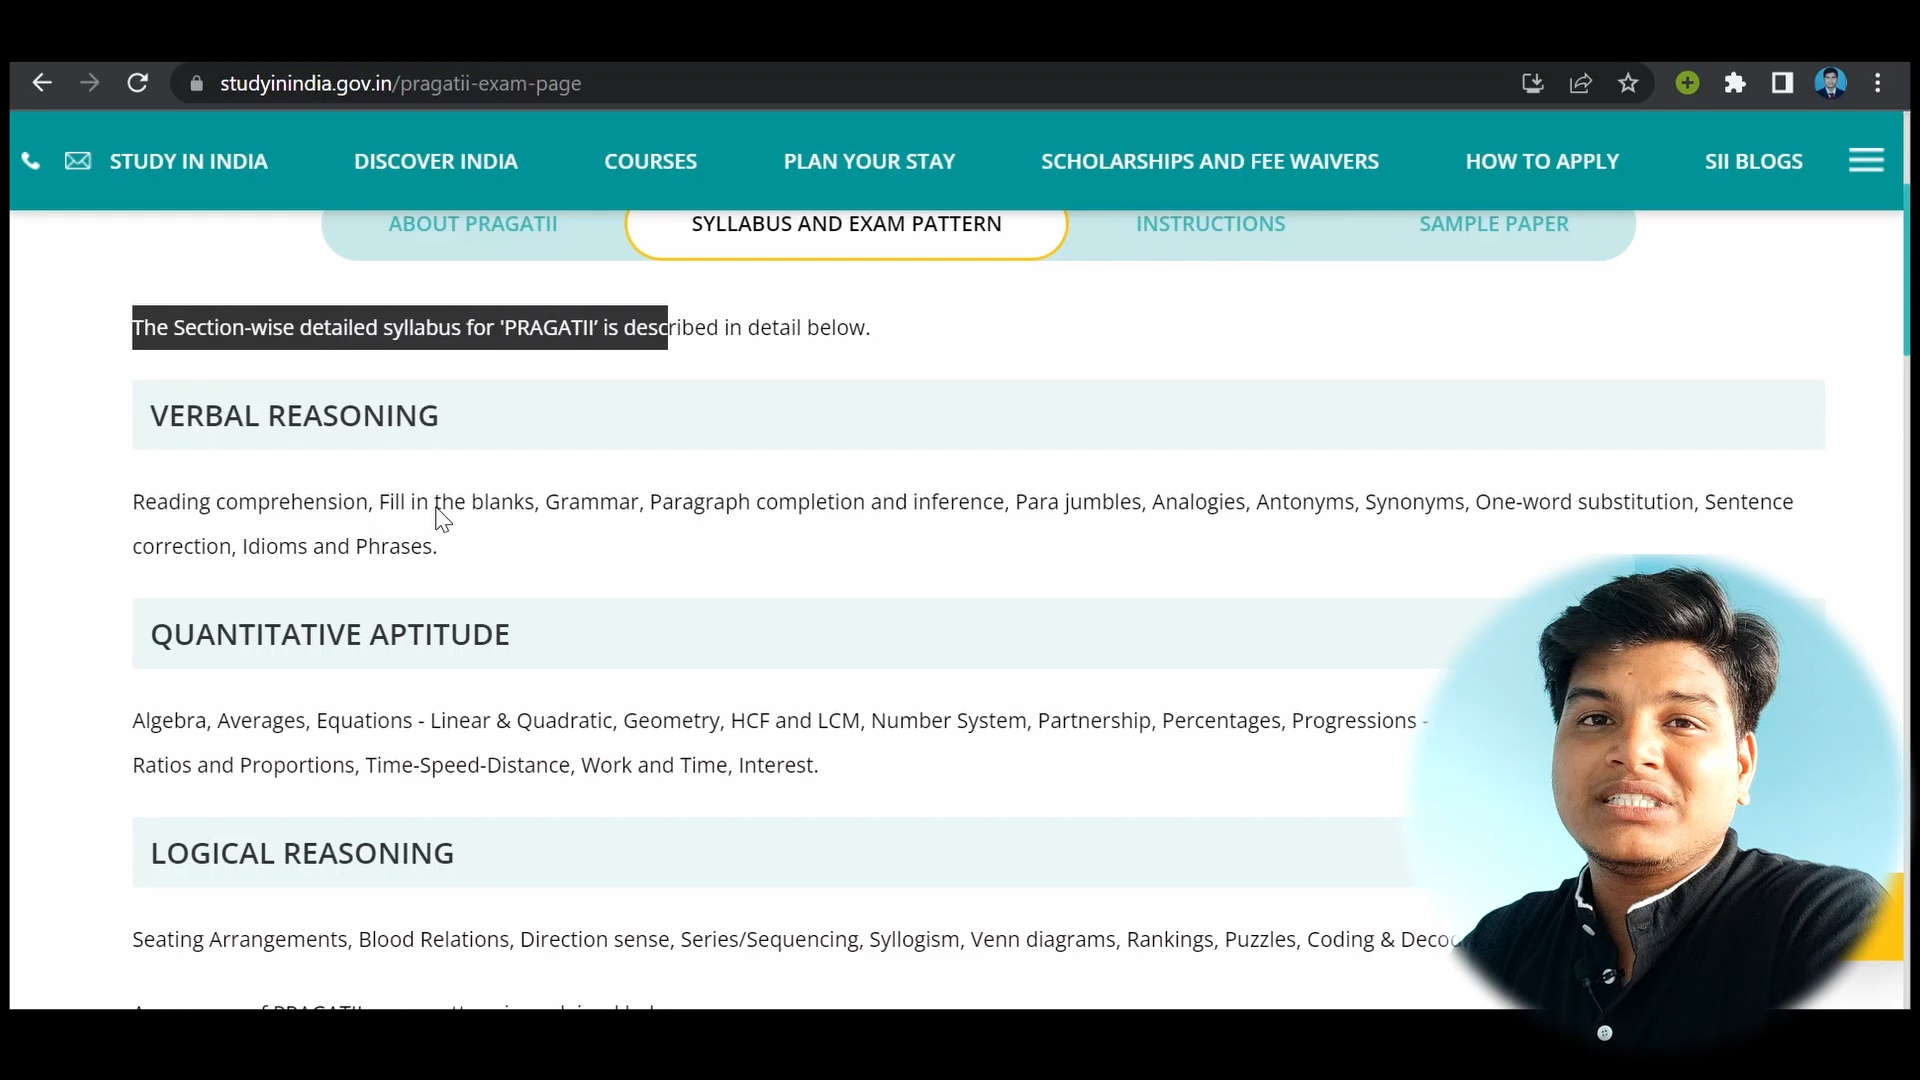 studyinindia.gov.in/pragatii-exam-page
STUDY IN INDIA DISCOVER INDIA COURSES PLAN YOUR STAY SCHOLARSHIPS AND FEE WAIVERS HOW TO APPLY SII BLOGS
ABOUT PRAGATII SYLLABUS AND EXAM PATTERN INSTRUCTIONS SAMPLE PAPER
The Section-wise detailed syllabus for 'PRAGATII’ is described in detail below.
VERBAL REASONING
Reading comprehension, Fill in the blanks, Grammar, Paragraph completion and inference, Para jumbles, Analogies, Antonyms, Synonyms, One-word substitution, Sentence
correction, Idioms and Phrases.
QUANTITATIVE APTITUDE
Algebra, Averages, Equations - Linear & Quadratic, Geometry, HCF and LCM, Number System, Partnership, Percentages, Progressions -
Ratios and Proportions, Time-Speed-Distance, Work and Time, Interest.
LOGICAL REASONING
Seating Arrangements, Blood Relations, Direction sense, Series/Sequencing, Syllogism, Venn diagrams, Rankings, Puzzles, Coding &